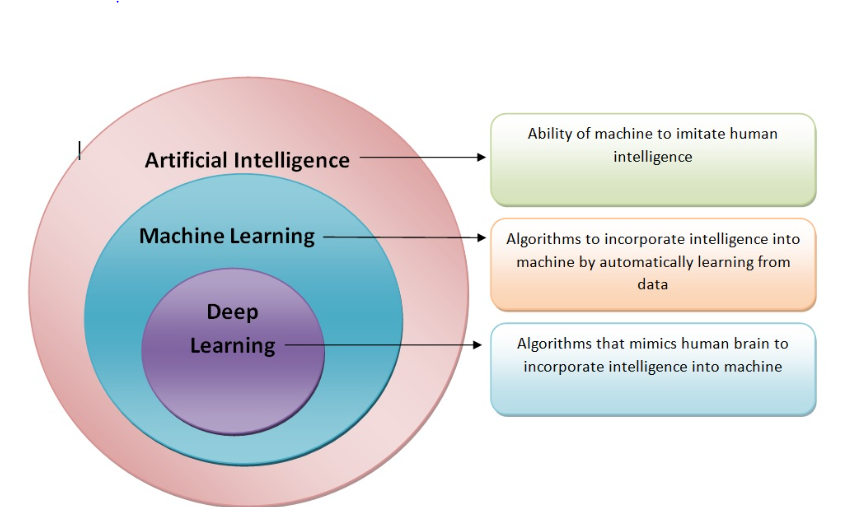 Artificial Intelligence
Ability of machine to imitate human
intelligence
Machine Learning
Algorithms to incorporate intelligence into
machine by automatically learning from
data
Deep
Learning
Algorithms that mimics human brain to
incorporate intelligence into machine